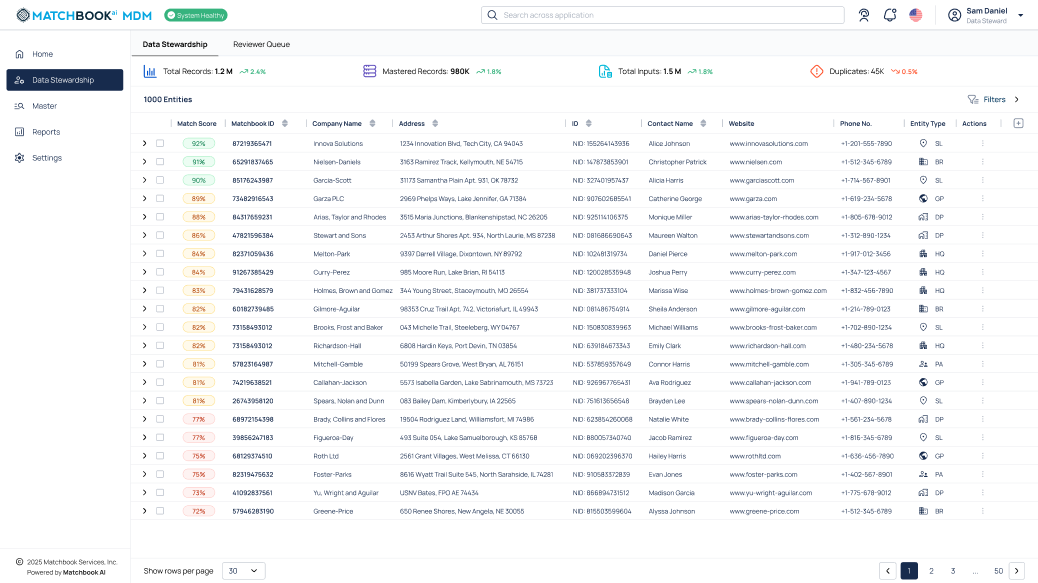 MATCHBOOK ai MDM System Healthy Search across application Sam Daniel
Data Steward
Home
Data Stewardship
Master
Reports
Settings
Data Stewardship Reviewer Queue
Total Records: 1.2 M 2.4% Mastered Records: 980K 1.8% Total Inputs: 1.5 M 1.8% Duplicates: 45K 0.5%
1000 Entities Filters
Match Score Matchbook ID Company Name Address ID Contact Name Website Phone No. Entity Type Actions
92% 87219365471 Innova Solutions 1234 Innovation Blvd, Tech City, CA 94043 NID: 155264143936 Alice Johnson www.innovasolutions.com +1-201-555-7890 SL
91% 65291837465 Nielsen-Daniels 3163 Ramirez Track, Kellymouth, NE 54715 NID: 147873853901 Christopher Patrick www.nielsen.com +1-512-345-6789 BR
90% 85176243987 Garcia-Scott 31173 Samantha Plain Apt. 931, OK 78732 NID: 327401957437 Alicia Harris www.garciascott.com +1-714-567-8901 SL
89% 73482916543 Garza PLC 2969 Phelps Ways, Lake Jennifer, GA 71384 NID: 907602685541 Catherine George www.garza.com +1-619-234-5678 GP
88% 84317659231 Arias, Taylor and Rhodes 3515 Maria Junctions, Blankenshipstad, NC 26205 NID: 925114106375 Monique Miller www.arias-taylor-rhodes.com +1-805-678-9012 DP
86% 47821596384 Stewart and Sons 2453 Arthur Shores Apt. 934, North Laurie, MS 87238 NID: 081686690643 Maureen Walton www.stewartandsons.com +1-312-890-1234 DP
84% 82371059436 Melton-Park 9397 Darrell Village, Dixontown, NY 89792 NID: 102481319734 Daniel Pierce www.melton-park.com +1-917-012-3456 HQ
84% 91267385429 Curry-Perez 985 Moore Run, Lake Brian, RI 54113 NID: 120028535948 Joshua Perry www.curry-perez.com +1-347-123-4567 HQ
83% 79431628579 Holmes, Brown and Gomez 344 Young Street, Staceymouth, MO 26554 NID: 381737333104 Marissa Wise www.holmes-brown-gomez.com +1-832-456-7890 HQ
82% 60182739485 Gilmore-Aguilar 98353 Cruz Trail Apt. 742, Victoriafurt, IL 49943 NID: 081486754914 Sheila Anderson www.gilmore-aguilar.com +1-214-789-0123 BR
82% 73158493012 Brooks, Frost and Baker 043 Michelle Trail, Steeleberg, WY 04767 NID: 150830839963 Michael Williams www.brooks-frost-baker.com +1-702-890-1234 SL
82% 73158493012 Richardson-Hall 6808 Hardin Keys, Port Devin, TN 03854 NID: 639184673343 Emily Clark www.richardson-hall.com +1-480-234-5678 HQ
81% 57823164987 Mitchell-Gamble 50199 Spears Grove, West Bryan, AL 76151 NID: 537859357649 Connor Harris www.mitchell-gamble.com +1-305-345-6789 PA
81% 74219638521 Callahan-Jackson 5573 Isabella Garden, Lake Sabrinamouth, MS 73723 NID: 926967765431 Ava Rodriguez www.callahan-jackson.com +1-941-789-0123 GP
81% 26743958120 Spears, Nolan and Dunn 083 Bailey Dam, Kimberlybury, IA 22565 NID: 751613656548 Brayden Lee www.spears-nolan-dunn.com +1-407-890-1234 SL
77% 68972154398 Brady, Collins and Flores 19504 Rodriguez Land, Williamsfort, MI 74986 NID: 623854260068 Natalie White www.brady-collins-flores.com +1-561-234-5678 DP
77% 39856247183 Figueroa-Day 493 Suite 054, Lake Samuelborough, KS 85768 NID: 880057340740 Jacob Ramirez www.figueroa-day.com +1-816-345-6789 SL
75% 68129374510 Roth Ltd 2561 Grant Villages, West Melissa, CT 66130 NID: 069202396370 Hailey Harris www.rothltd.com +1-636-456-7890 GP
75% 82319475632 Foster-Parks 8616 Wyatt Trail Suite 545, North Sarahside, IL 74281 NID: 910583372839 Evan Jones www.foster-parks.com +1-402-567-8901 PA
73% 41092837561 Yu, Wright and Aguilar USNV Bates, FPO AE 74434 NID: 866894731512 Madison Garcia www.yu-wright-aguilar.com +1-775-678-9012 DP
72% 57946283190 Greene-Price 650 Renee Shores, New Angela, NE 30055 NID: 815503599604 Alyssa Johnson www.greene-price.com +1-512-345-6789 BR
© 2025 Matchbook Services, Inc.
Powered by Matchbook AI
Show rows per page 30 1 2 3 ... 50